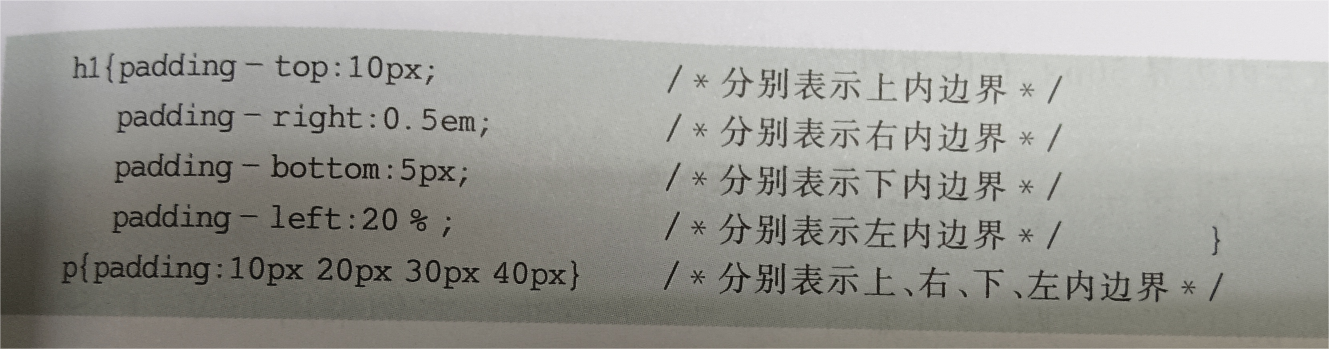 h1{padding-top:10px; /*分别表示上内边界*/
padding-right:0.5em; /*分别表示右内边界*/
padding-bottom:5px; /*分别表示下内边界*/
padding-left:20%; /*分别表示左内边界*/ }
p{padding:10px 20px 30px 40px} /*分别表示上、右、下、左内边界*/